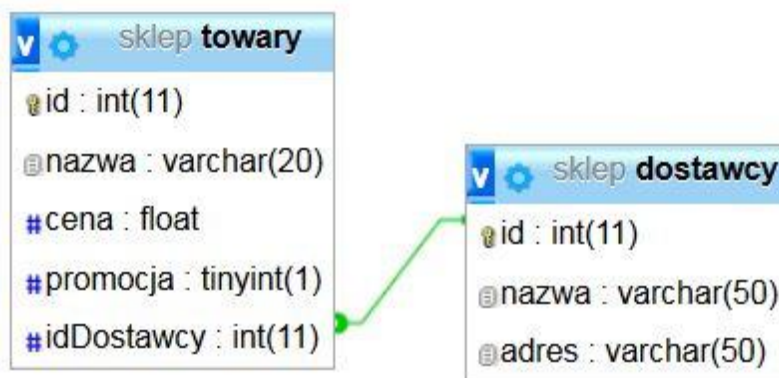 v sklep towary
id : int(11)
nazwa : varchar(20)
# cena : float
# promocja : tinyint(1)
# idDostawcy : int(11)
v sklep dostawcy
id : int(11)
nazwa : varchar(50)
adres : varchar(50)